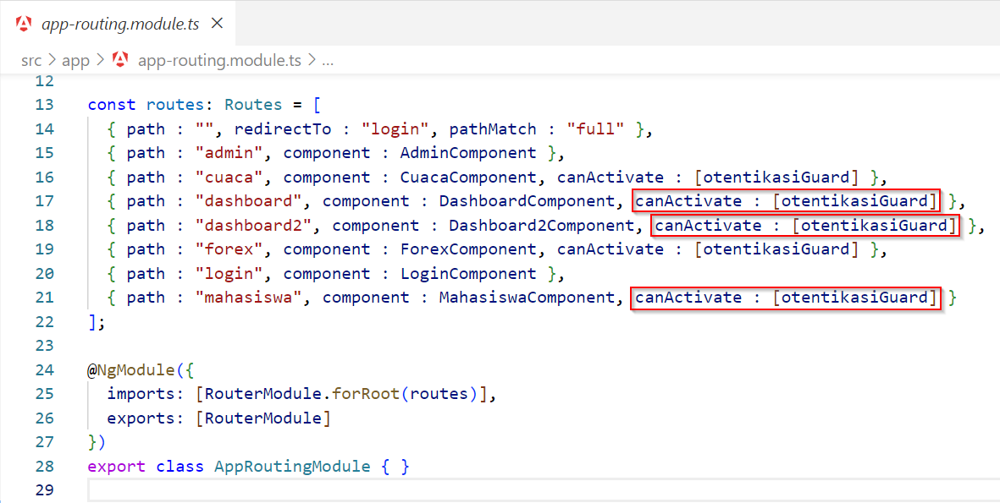 app-routing.module.ts ×
src > app > app-routing.module.ts > ...
12
13 const routes: Routes = [
14 { path : "", redirectTo : "login", pathMatch : "full" },
15 { path : "admin", component : AdminComponent },
16 { path : "cuaca", component : CuacaComponent, canActivate : [otentikasiGuard] },
17 { path : "dashboard", component : DashboardComponent, canActivate : [otentikasiGuard] },
18 { path : "dashboard2", component : Dashboard2Component, canActivate : [otentikasiGuard] },
19 { path : "forex", component : ForexComponent, canActivate : [otentikasiGuard] },
20 { path : "login", component : LoginComponent },
21 { path : "mahasiswa", component : MahasiswaComponent, canActivate : [otentikasiGuard] }
22 ];
23
24 @NgModule({
25 imports: [RouterModule.forRoot(routes)],
26 exports: [RouterModule]
27 })
28 export class AppRoutingModule { }
29